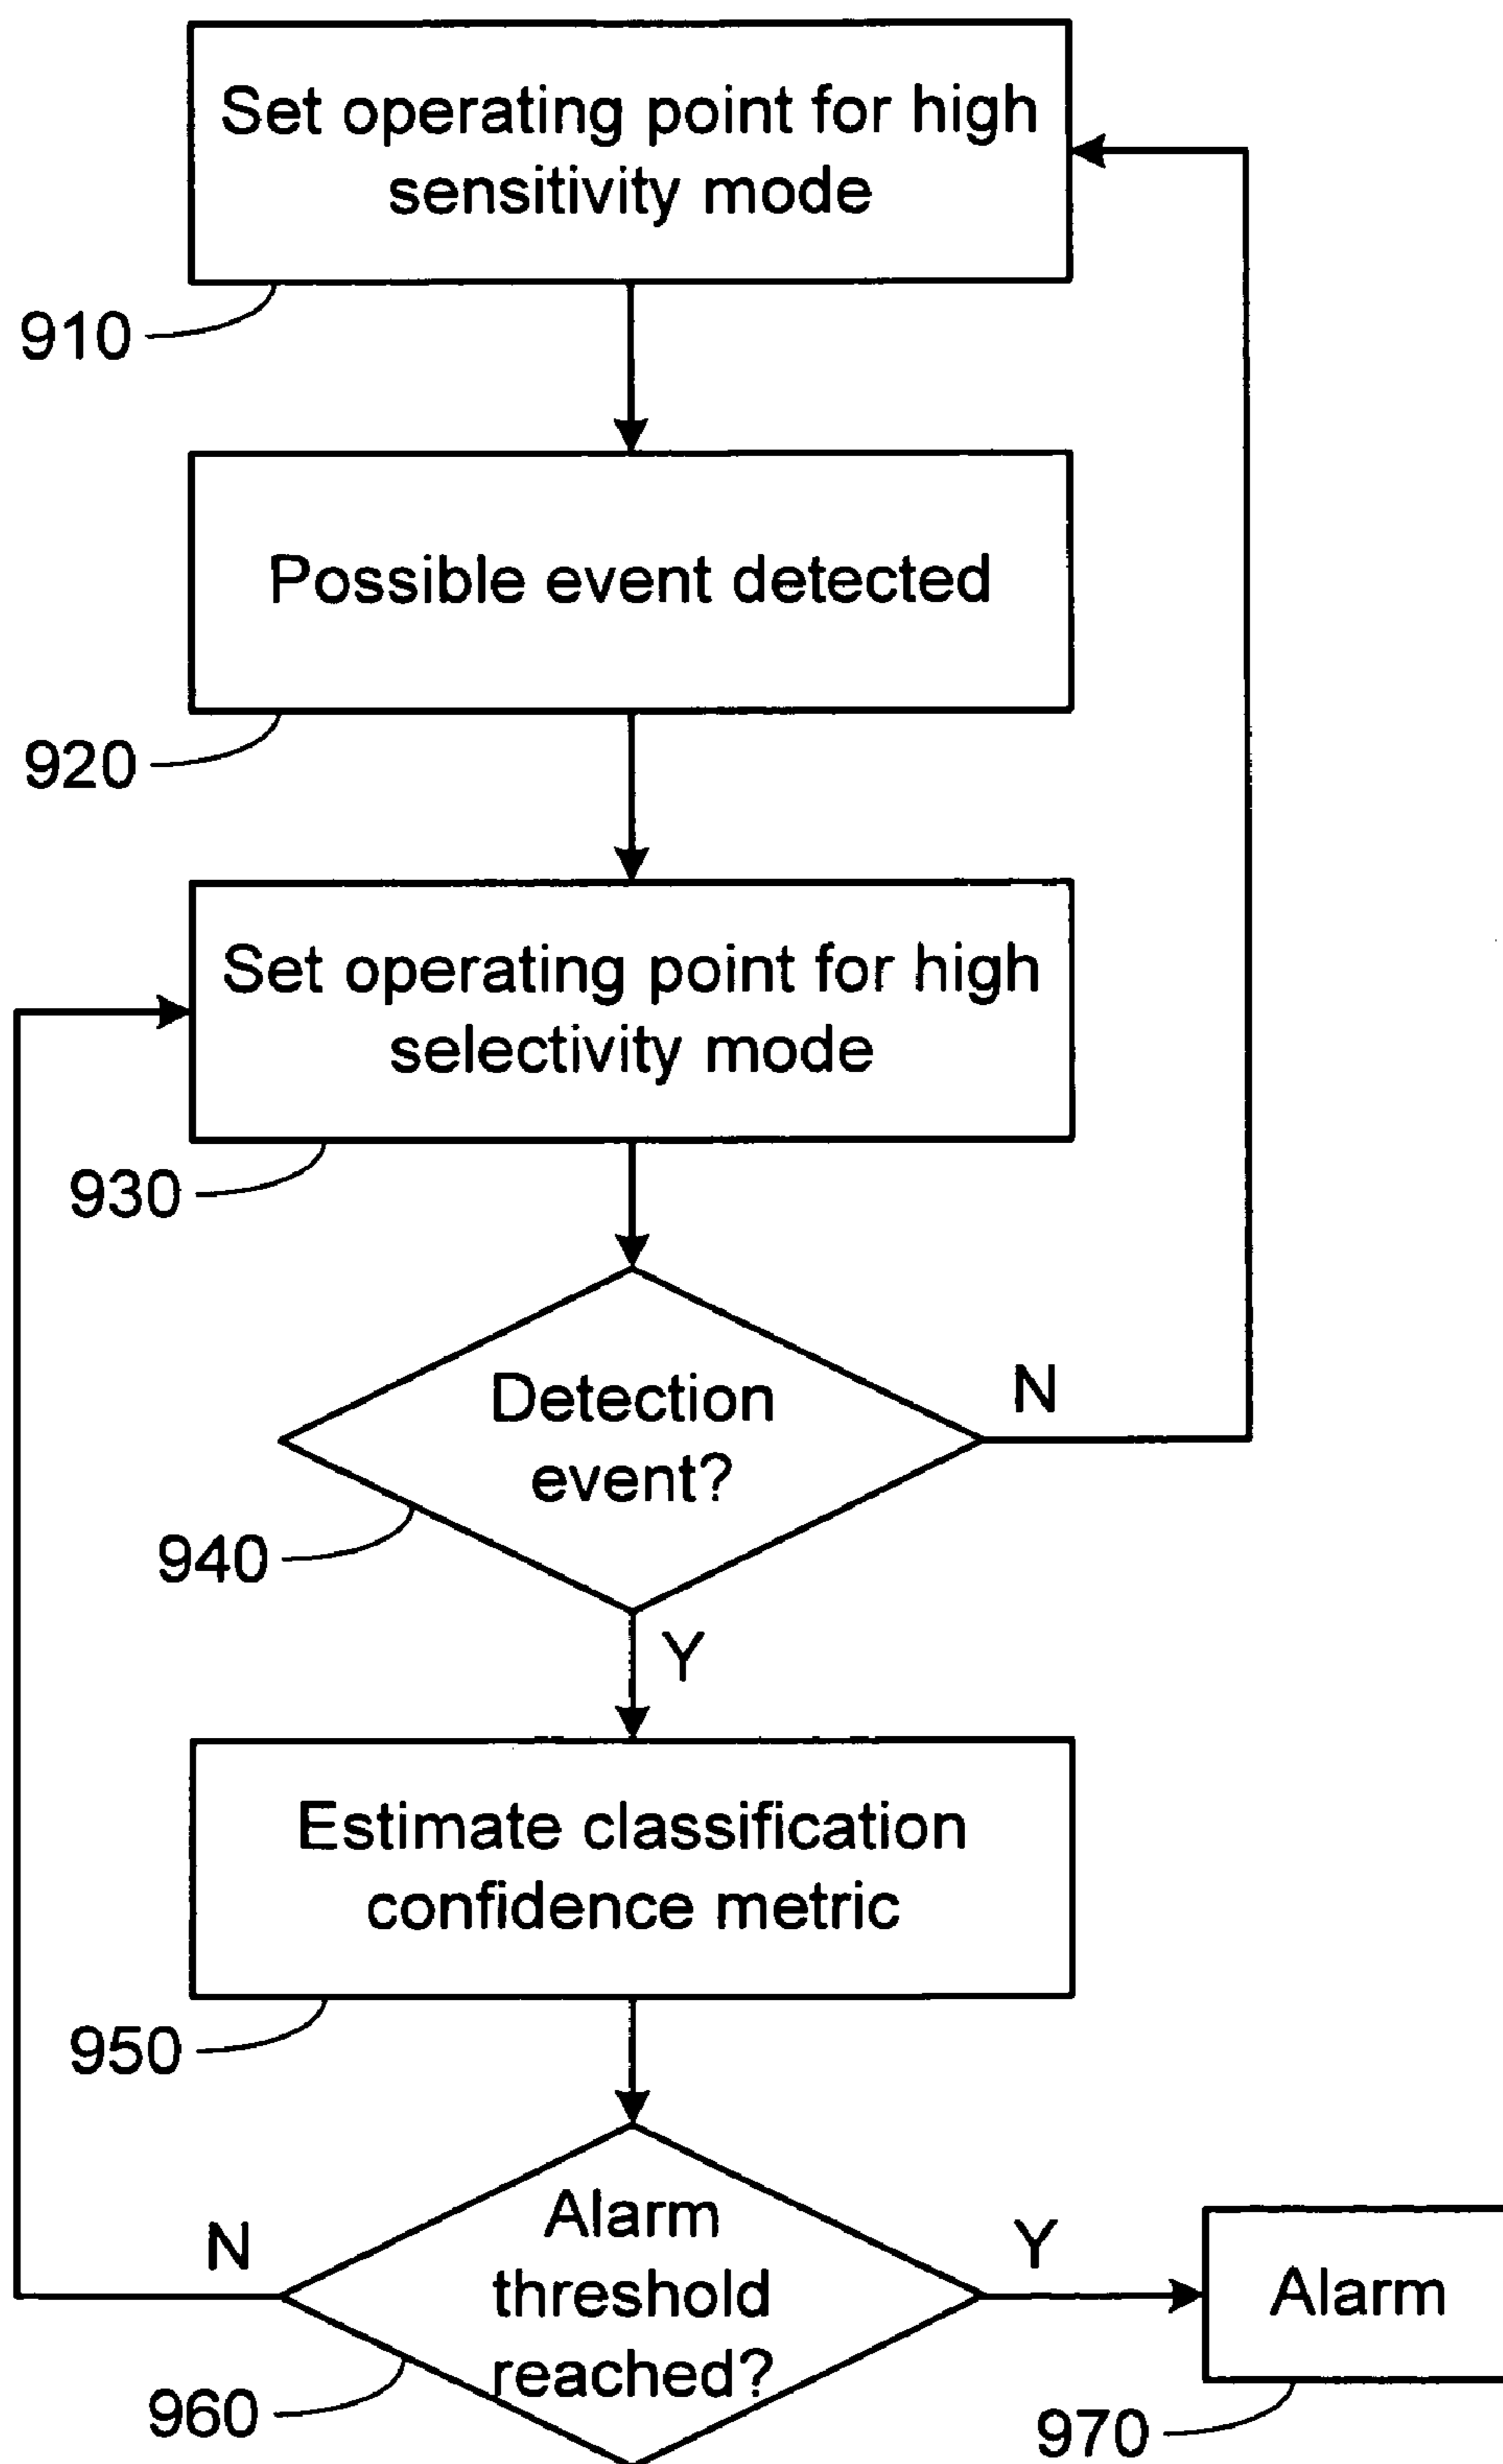 Set operating point for high
sensitivity mode
910
Possible event detected
920
Set operating point for high
selectivity mode
930
Detection
event?
N
940
Y
Estimate classification
confidence metric
950
Alarm
threshold
reached?
N
Y
Alarm
960
970